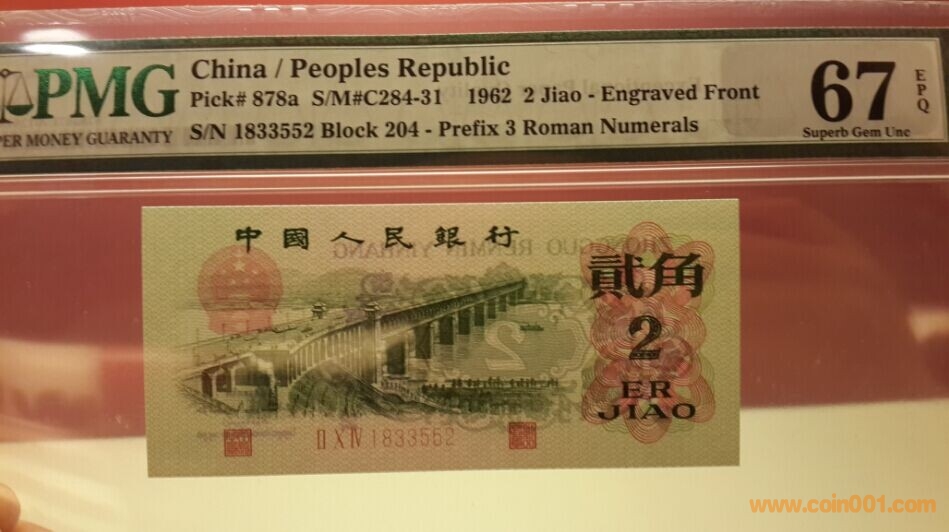 PMG
PER MONEY GUARANTY
China / Peoples Republic
Pick# 878a S/M#C284-31 1962 2 Jiao - Engraved Front
S/N 1833552 Block 204 - Prefix 3 Roman Numerals
67
EPQ
Superb Gem Unc
中國人民銀行
貳角
2
ER
JIAO
II X IV 1833552
www.coin001.com